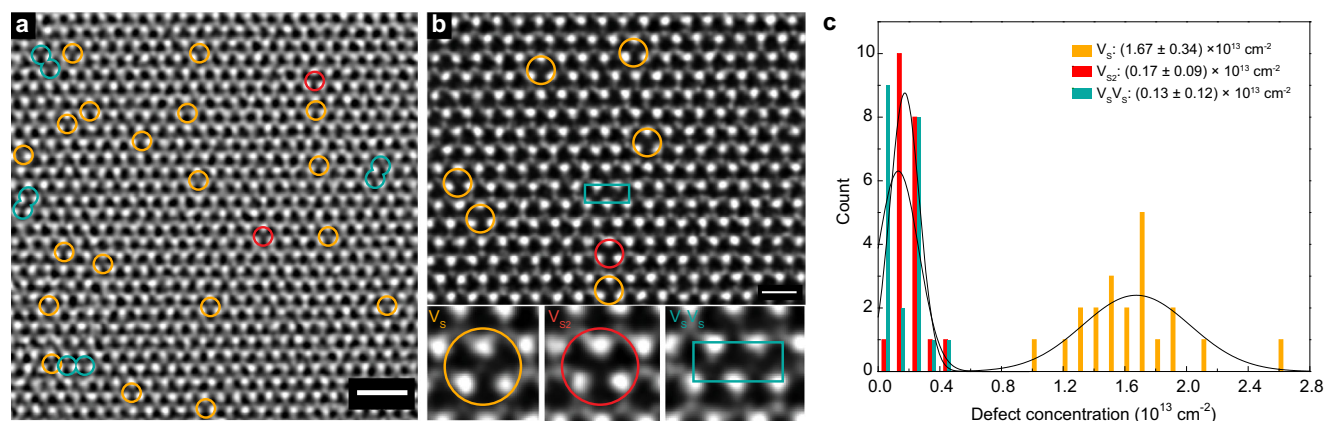 a
b
V_S
V_S2
V_SV_S
c
Count
10
8
6
4
2
0
V_S: (1.67 ± 0.34) ×10^13 cm^-2
V_S2: (0.17 ± 0.09) × 10^13 cm^-2
V_SV_S: (0.13 ± 0.12) × 10^13 cm^-2
0.0 0.4 0.8 1.2 1.6 2.0 2.4 2.8
Defect concentration (10^13 cm^-2)